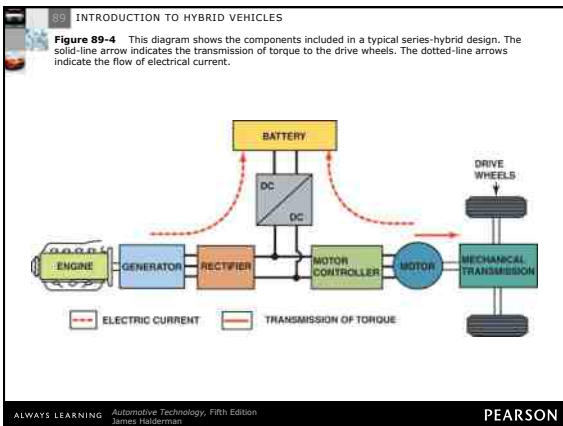 89 INTRODUCTION TO HYBRID VEHICLES
Figure 89-4 This diagram shows the components included in a typical series-hybrid design. The
solid-line arrow indicates the transmission of torque to the drive wheels. The dotted-line arrows
indicate the flow of electrical current.
BATTERY
DRIVE
WHEELS
DC
DC
ENGINE
GENERATOR
RECTIFIER
MOTOR
CONTROLLER
MOTOR
MECHANICAL
TRANSMISSION
ELECTRIC CURRENT
TRANSMISSION OF TORQUE
ALWAYS LEARNING
Automotive Technology, Fifth Edition
James Halderman
PEARSON